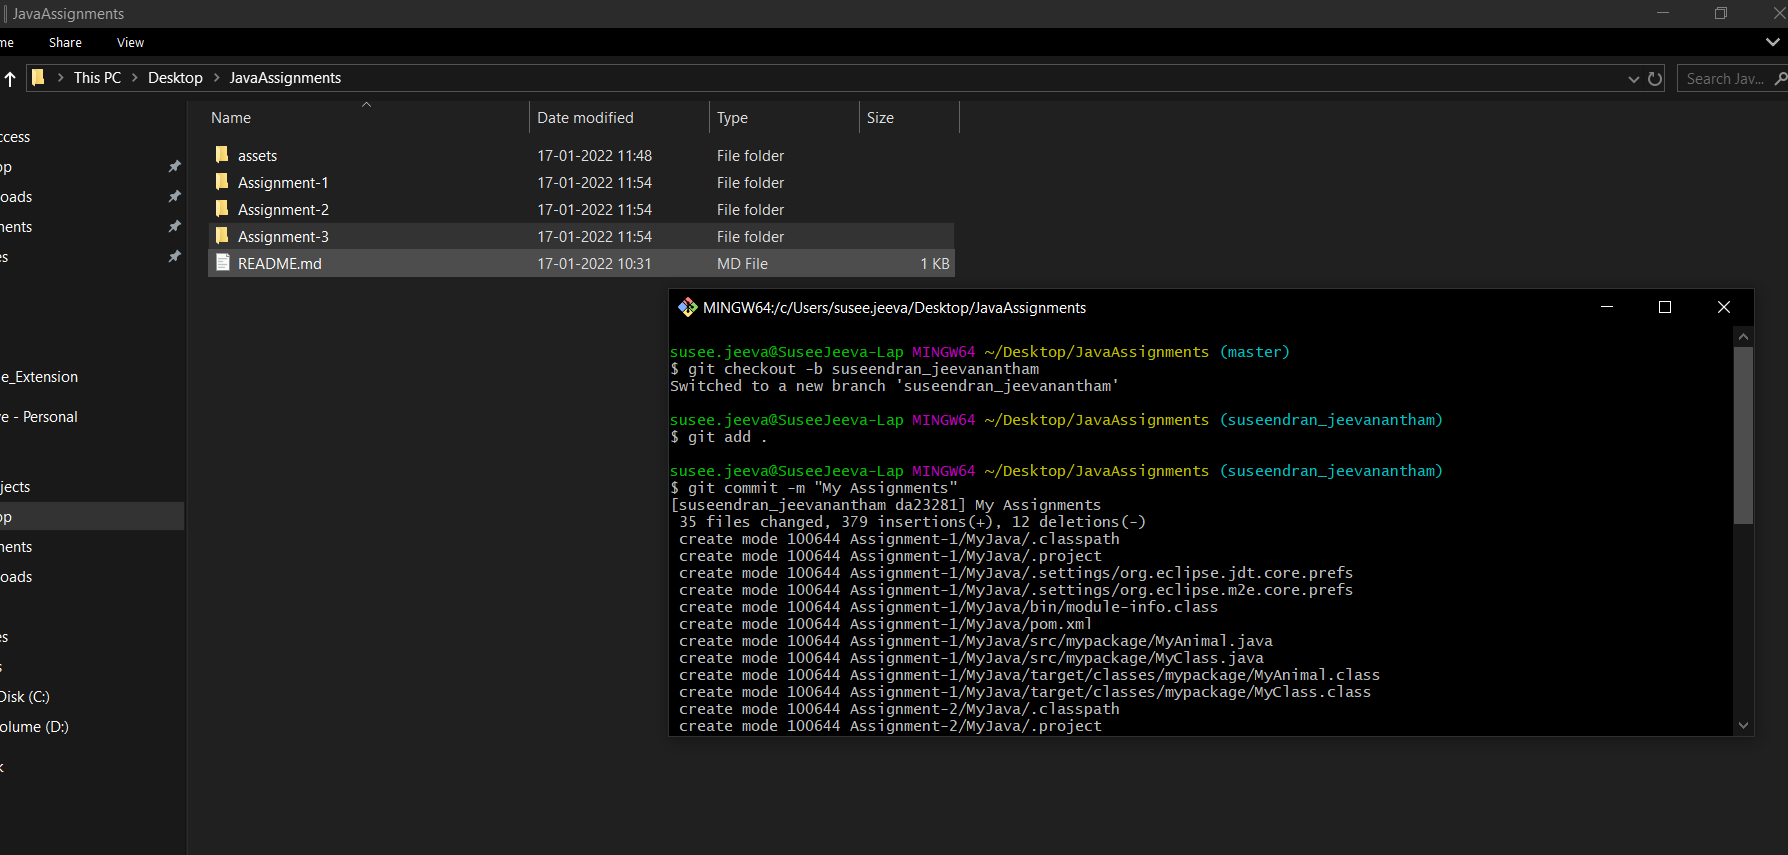 JavaAssignments
me Share View
This PC > Desktop > JavaAssignments
Search Jav...
Name Date modified Type Size
ccess
op
oads
nents
es
e_Extension
ve - Personal
jects
op
ments
oads
es
s
Disk (C:)
olume (D:)
k
assets 17-01-2022 11:48 File folder
Assignment-1 17-01-2022 11:54 File folder
Assignment-2 17-01-2022 11:54 File folder
Assignment-3 17-01-2022 11:54 File folder
README.md 17-01-2022 10:31 MD File 1 KB
MINGW64:/c/Users/susee.jeeva/Desktop/JavaAssignments
susee.jeeva@SuseeJeeva-Lap MINGW64 ~/Desktop/JavaAssignments (master)
$ git checkout -b suseendran_jeevanantham
Switched to a new branch 'suseendran_jeevanantham'
susee.jeeva@SuseeJeeva-Lap MINGW64 ~/Desktop/JavaAssignments (suseendran_jeevanantham)
$ git add .
susee.jeeva@SuseeJeeva-Lap MINGW64 ~/Desktop/JavaAssignments (suseendran_jeevanantham)
$ git commit -m "My Assignments"
[suseendran_jeevanantham da23281] My Assignments
35 files changed, 379 insertions(+), 12 deletions(-)
create mode 100644 Assignment-1/MyJava/.classpath
create mode 100644 Assignment-1/MyJava/.project
create mode 100644 Assignment-1/MyJava/.settings/org.eclipse.jdt.core.prefs
create mode 100644 Assignment-1/MyJava/.settings/org.eclipse.m2e.core.prefs
create mode 100644 Assignment-1/MyJava/bin/module-info.class
create mode 100644 Assignment-1/MyJava/pom.xml
create mode 100644 Assignment-1/MyJava/src/mypackage/MyAnimal.java
create mode 100644 Assignment-1/MyJava/src/mypackage/MyClass.java
create mode 100644 Assignment-1/MyJava/target/classes/mypackage/MyAnimal.class
create mode 100644 Assignment-1/MyJava/target/classes/mypackage/MyClass.class
create mode 100644 Assignment-2/MyJava/.classpath
create mode 100644 Assignment-2/MyJava/.project